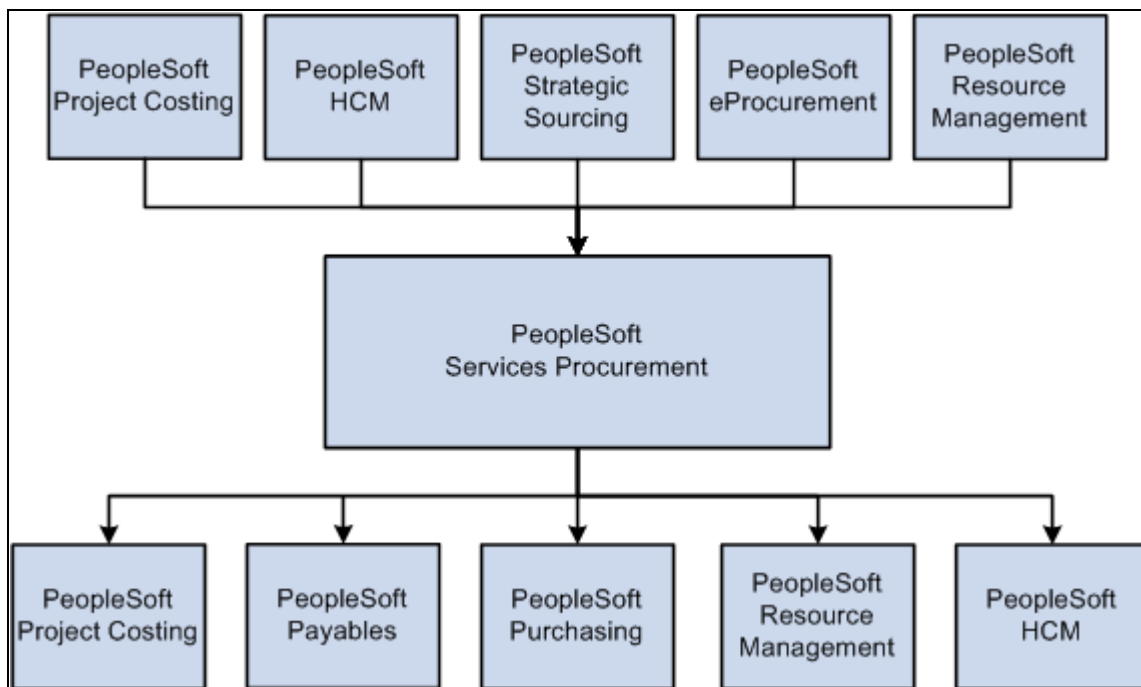 PeopleSoft
Project Costing
PeopleSoft
HCM
PeopleSoft
Strategic
Sourcing
PeopleSoft
eProcurement
PeopleSoft
Resource
Management
PeopleSoft
Services Procurement
PeopleSoft
Project Costing
PeopleSoft
Payables
PeopleSoft
Purchasing
PeopleSoft
Resource
Management
PeopleSoft
HCM